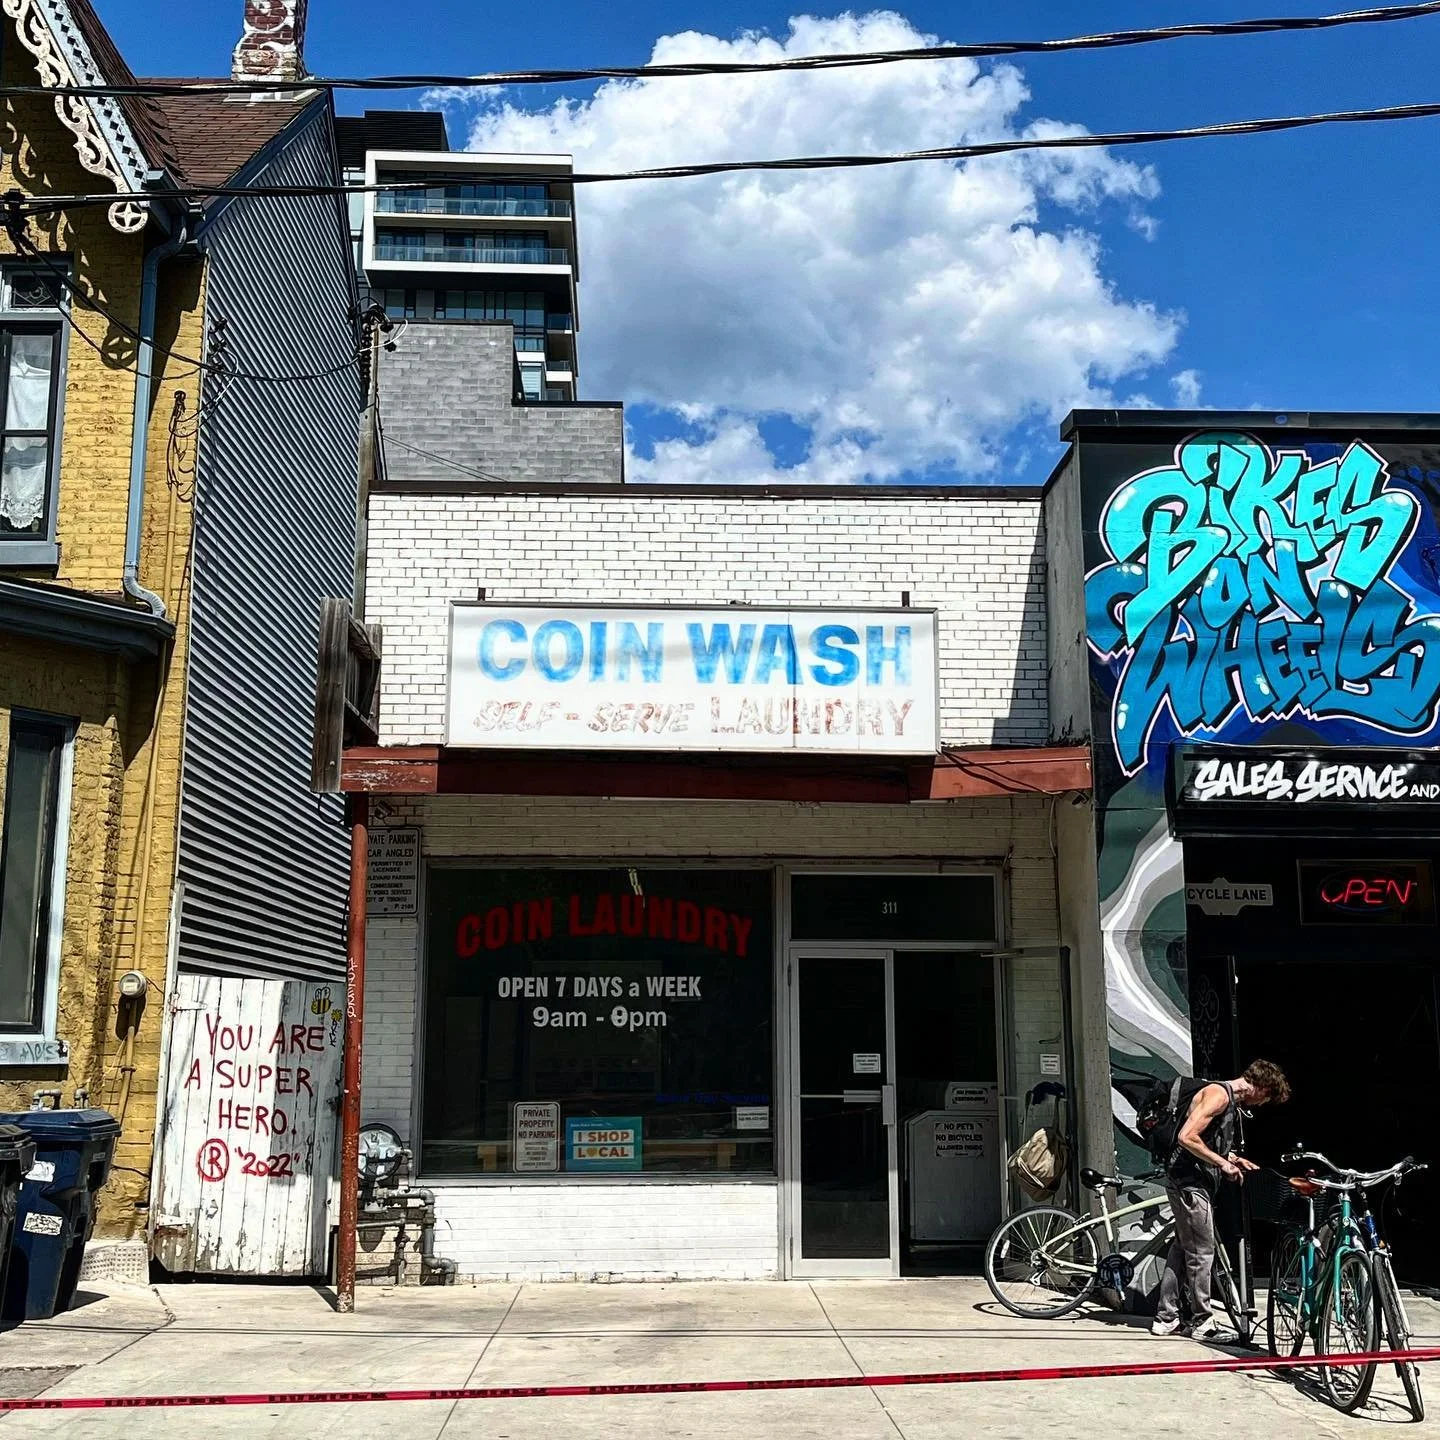 BIKES
ON
WHEELS
COIN WASH
SELF-SERVE LAUNDRY
SALES, SERVICE AND
CYCLE LANE
OPEN
COIN LAUNDRY
OPEN 7 DAYS a WEEK
9am - 9pm
311
PRIVATE
PROPERTY
NO PARKING
I SHOP
LOCAL
NO PETS
NO BICYCLES
YOU ARE
A SUPER
HERO.
R "2022"